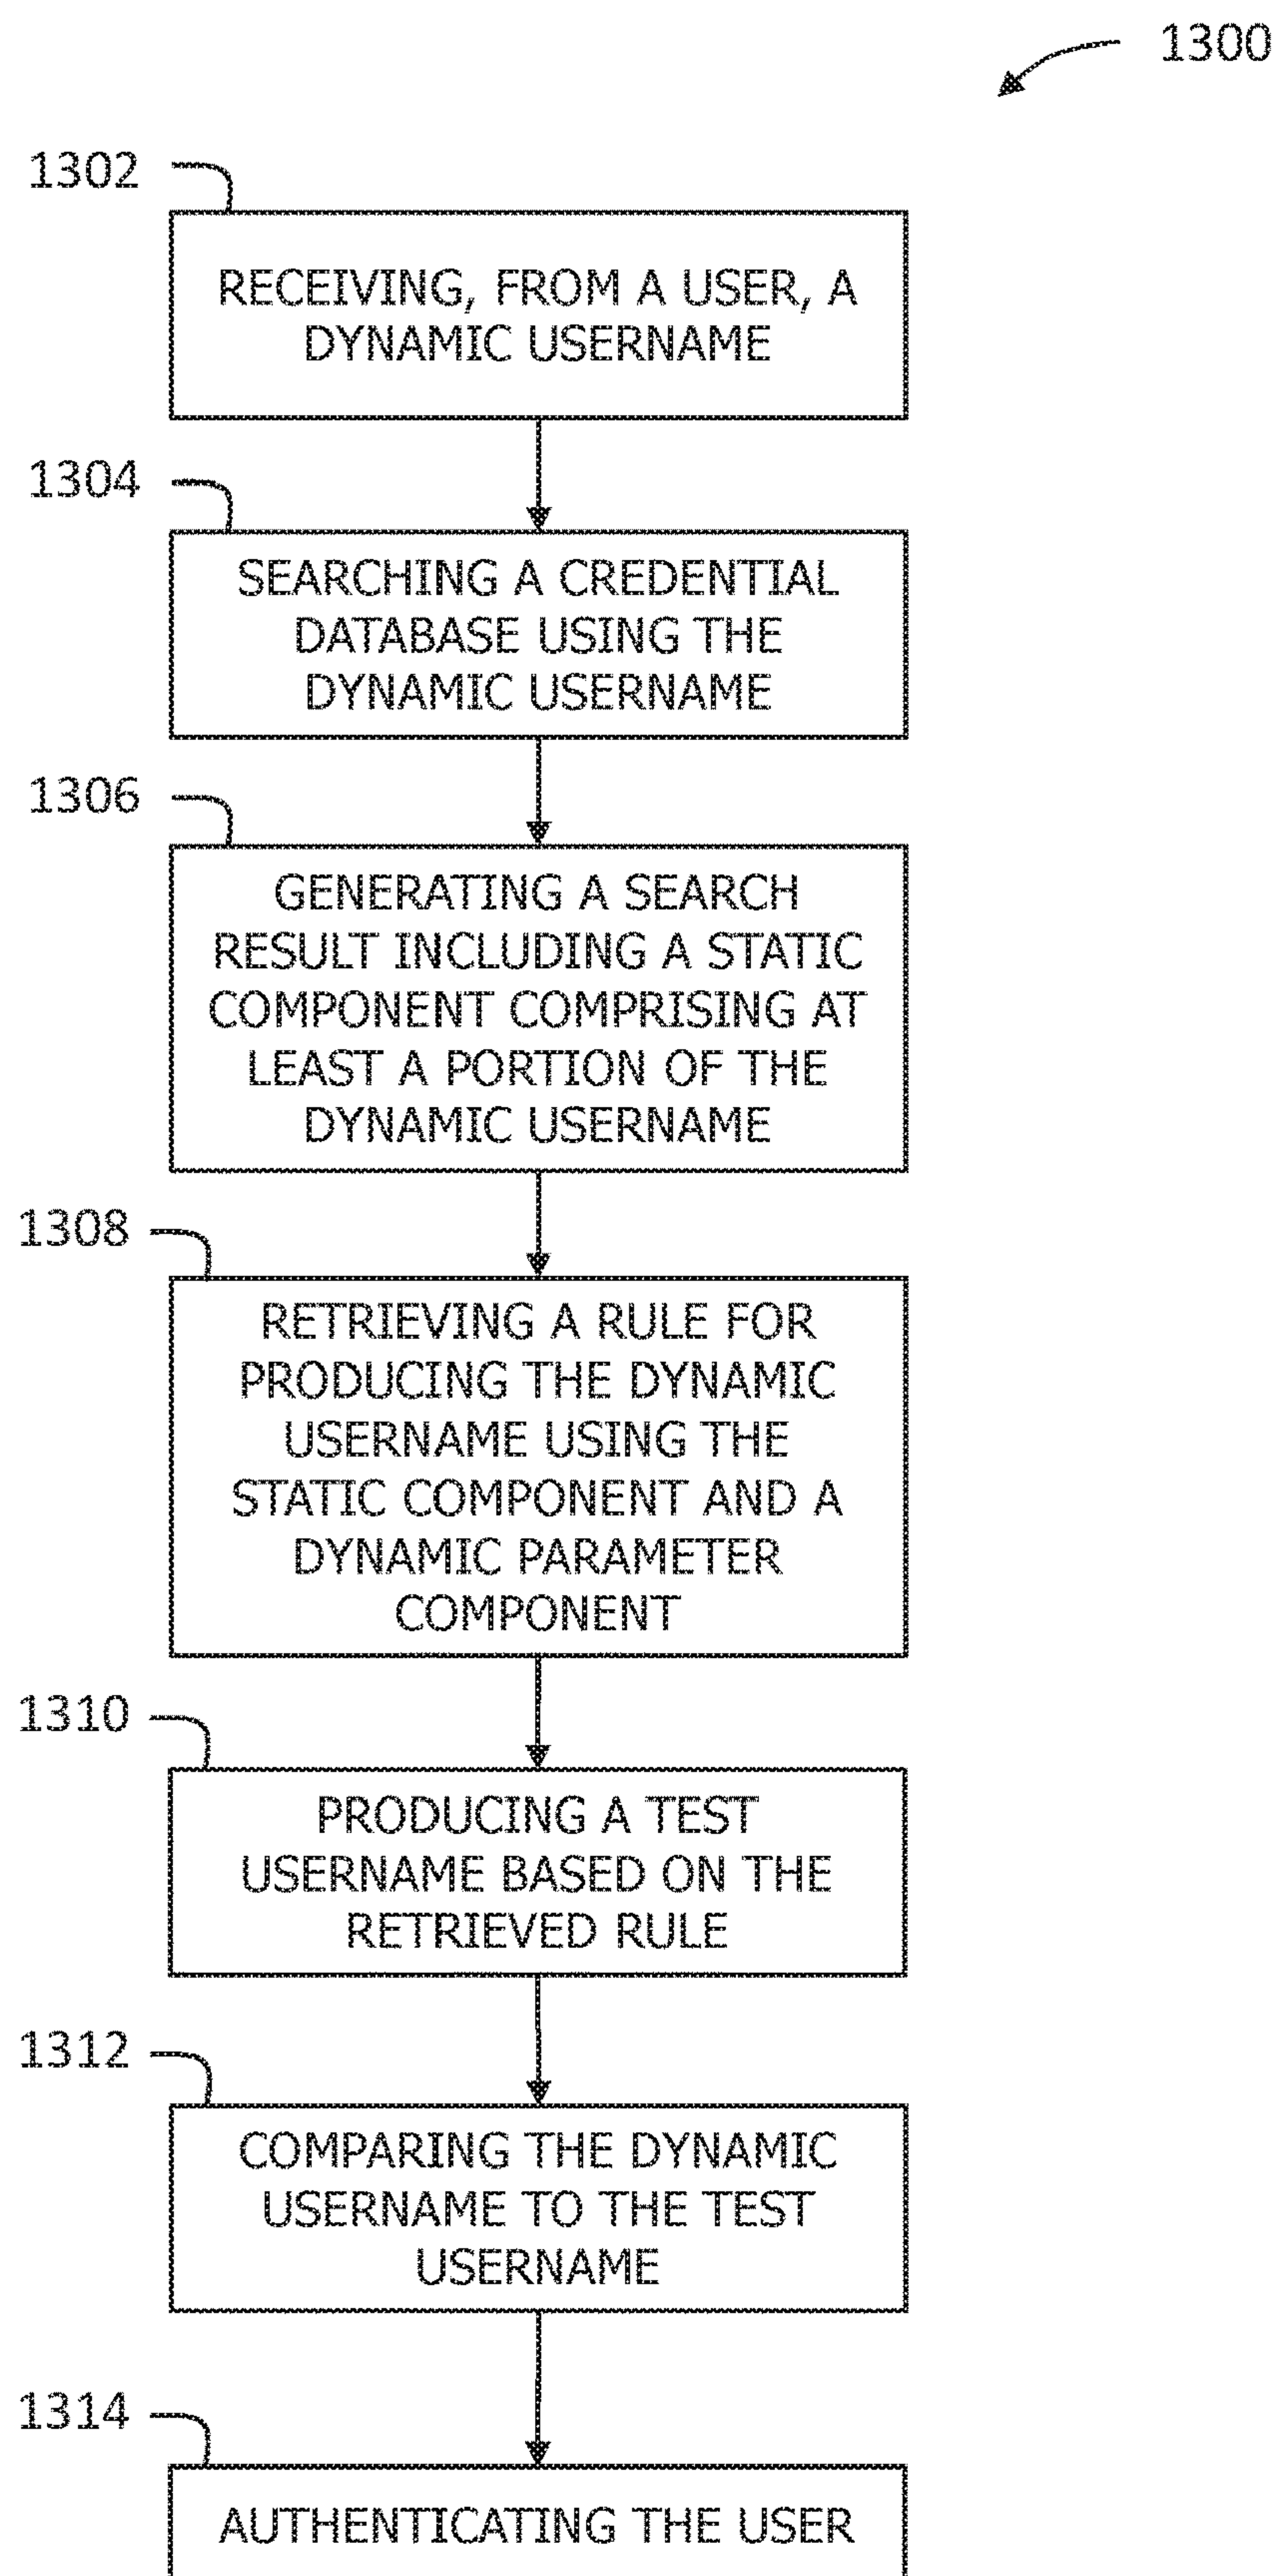 1300
1302
RECEIVING, FROM A USER, A
DYNAMIC USERNAME
1304
SEARCHING A CREDENTIAL
DATABASE USING THE
DYNAMIC USERNAME
1306
GENERATING A SEARCH
RESULT INCLUDING A STATIC
COMPONENT COMPRISING AT
LEAST A PORTION OF THE
DYNAMIC USERNAME
1308
RETRIEVING A RULE FOR
PRODUCING THE DYNAMIC
USERNAME USING THE
STATIC COMPONENT AND A
DYNAMIC PARAMETER
COMPONENT
1310
PRODUCING A TEST
USERNAME BASED ON THE
RETRIEVED RULE
1312
COMPARING THE DYNAMIC
USERNAME TO THE TEST
USERNAME
1314
AUTHENTICATING THE USER